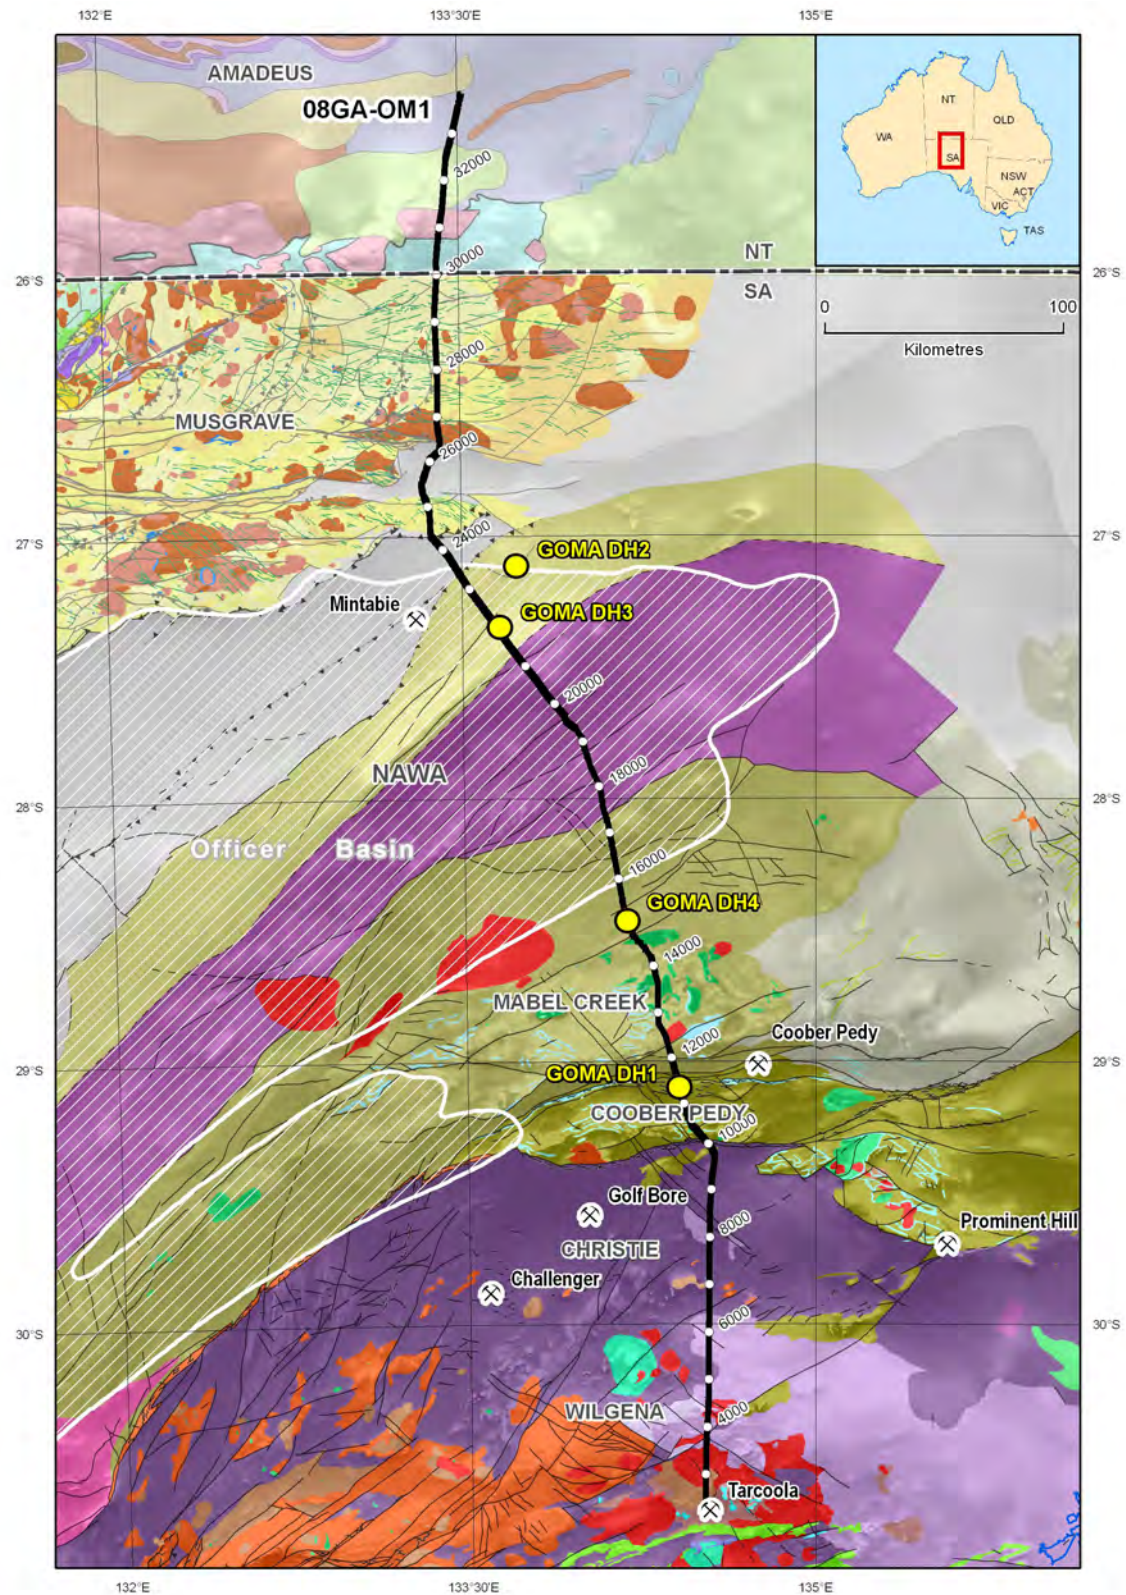 132°E
133°30'E
135°E
AMADEUS
08GA-OM1
NT
QLD
WA
SA
NSW
ACT
VIC
TAS
32000
30000
NT
26°S
26°S
SA
0
100
Kilometres
28000
MUSGRAVE
26000
24000
27°S
27°S
GOMA DH2
Mintabie
GOMA DH3
20000
NAWA
18000
28°S
28°S
Officer Basin
16000
GOMA DH4
14000
MABEL CREEK
12000
Coober Pedy
29°S
29°S
GOMA DH1
COOBER PEDY
10000
Golf Bore
8000
Prominent Hill
CHRISTIE
Challenger
6000
30°S
30°S
WILGENA
4000
Tarcoola
132°E
133°30'E
135°E